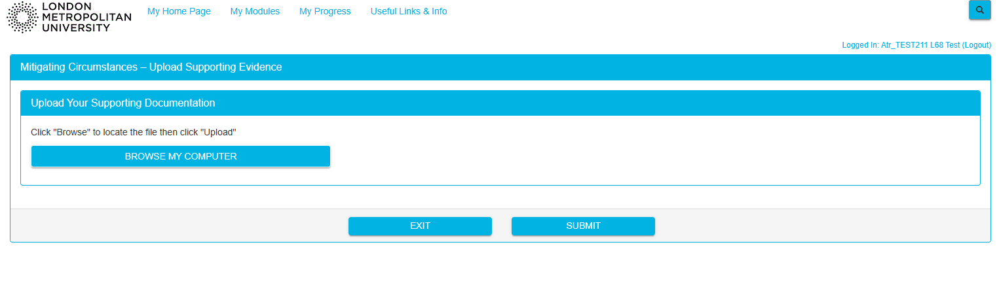 LONDON
METROPOLITAN
UNIVERSITY
My Home Page My Modules My Progress Useful Links & Info
Logged In: Atr_TEST211 L68 Test (Logout)
Mitigating Circumstances – Upload Supporting Evidence
Upload Your Supporting Documentation
Click "Browse" to locate the file then click "Upload"
BROWSE MY COMPUTER
EXIT SUBMIT